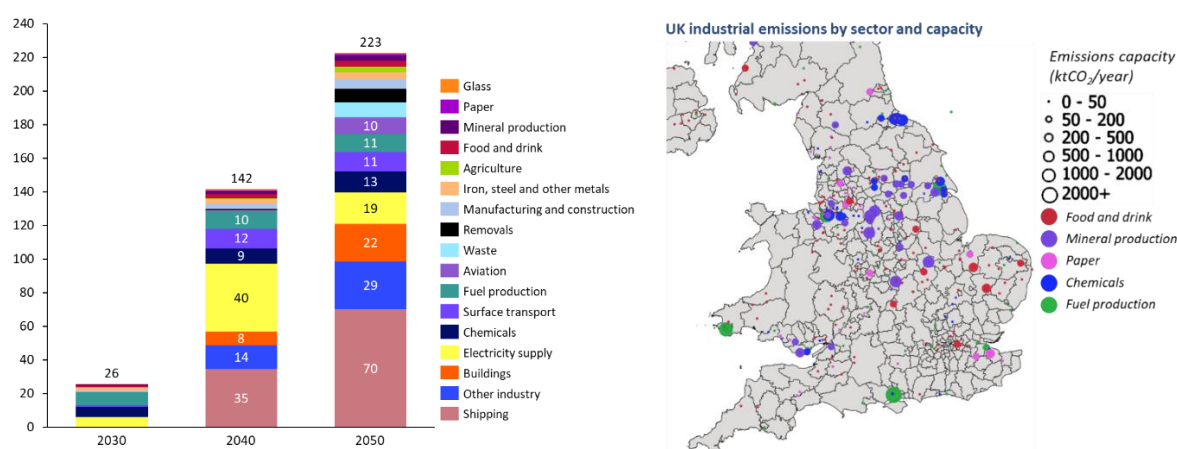 240
220
200
180
160
140
120
100
80
60
40
20
0
26
142
10
12
9
40
8
14
35
223
10
11
11
13
19
22
29
70
2030
2040
2050
Glass
Paper
Mineral production
Food and drink
Agriculture
Iron, steel and other metals
Manufacturing and construction
Removals
Waste
Aviation
Fuel production
Surface transport
Chemicals
Electricity supply
Buildings
Other industry
Shipping
UK industrial emissions by sector and capacity
Emissions capacity
(ktCO₂/year)
0 - 50
50 - 200
200 - 500
500 - 1000
1000 - 2000
2000+
Food and drink
Mineral production
Paper
Chemicals
Fuel production